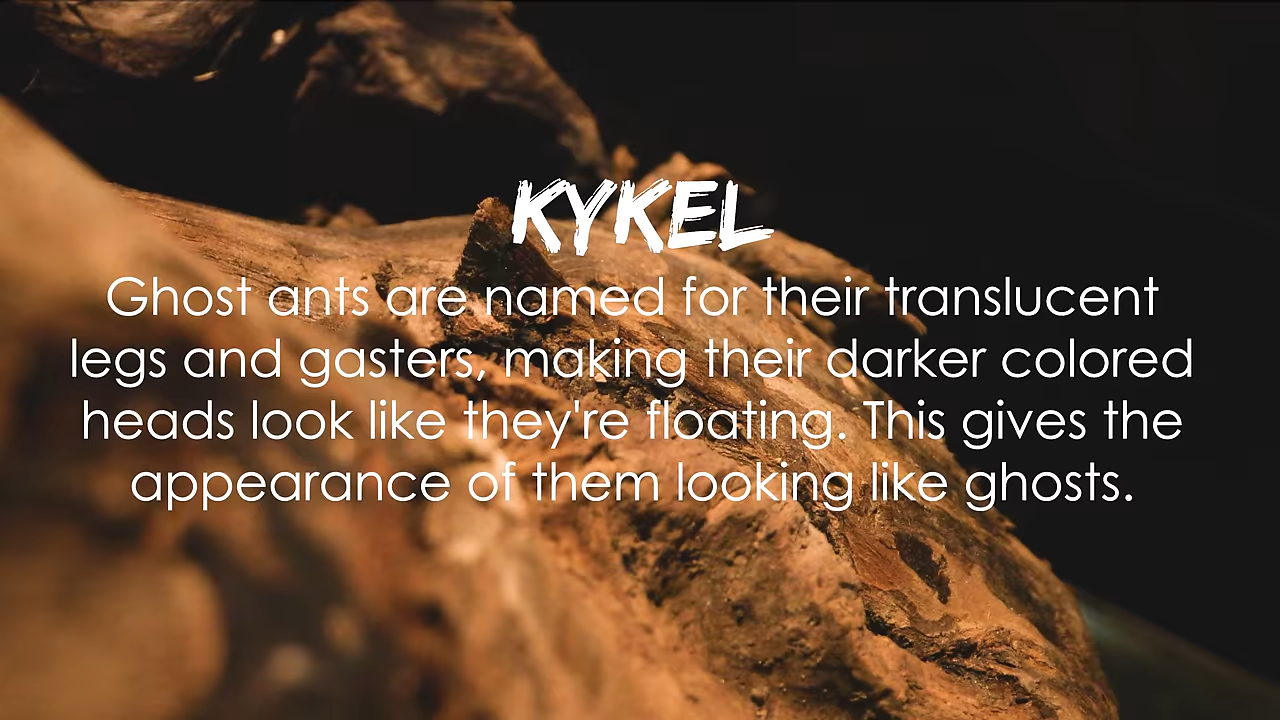 KYKEL
Ghost ants are named for their translucent
legs and gasters, making their darker colored
heads look like they're floating. This gives the
appearance of them looking like ghosts.